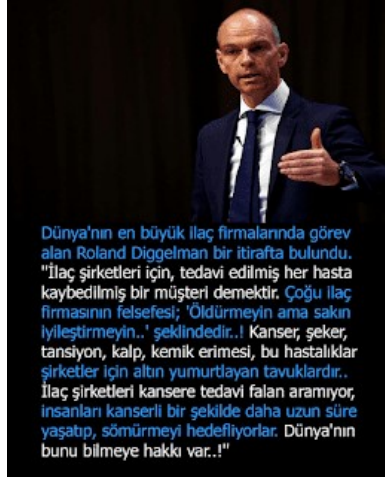 Dünya'nın en büyük ilaç firmalarında görev
alan Roland Diggelman bir itirafta bulundu.
"İlaç şirketleri için, tedavi edilmiş her hasta
kaybedilmiş bir müşteri demektir. Çoğu ilaç
firmasının felsefesi; 'Öldürmeyin ama sakın
iyileştirmeyin..' şeklindedir..! Kanser, şeker,
tansiyon, kalp, kemik erimesi, bu hastalıklar
şirketler için altın yumurtlayan tavuklardır..
İlaç şirketleri kansere tedavi falan aramıyor,
insanları kanserli bir şekilde daha uzun süre
yaşatıp, sömürmeyi hedefliyorlar. Dünya'nın
bunu bilmeye hakkı var..!"